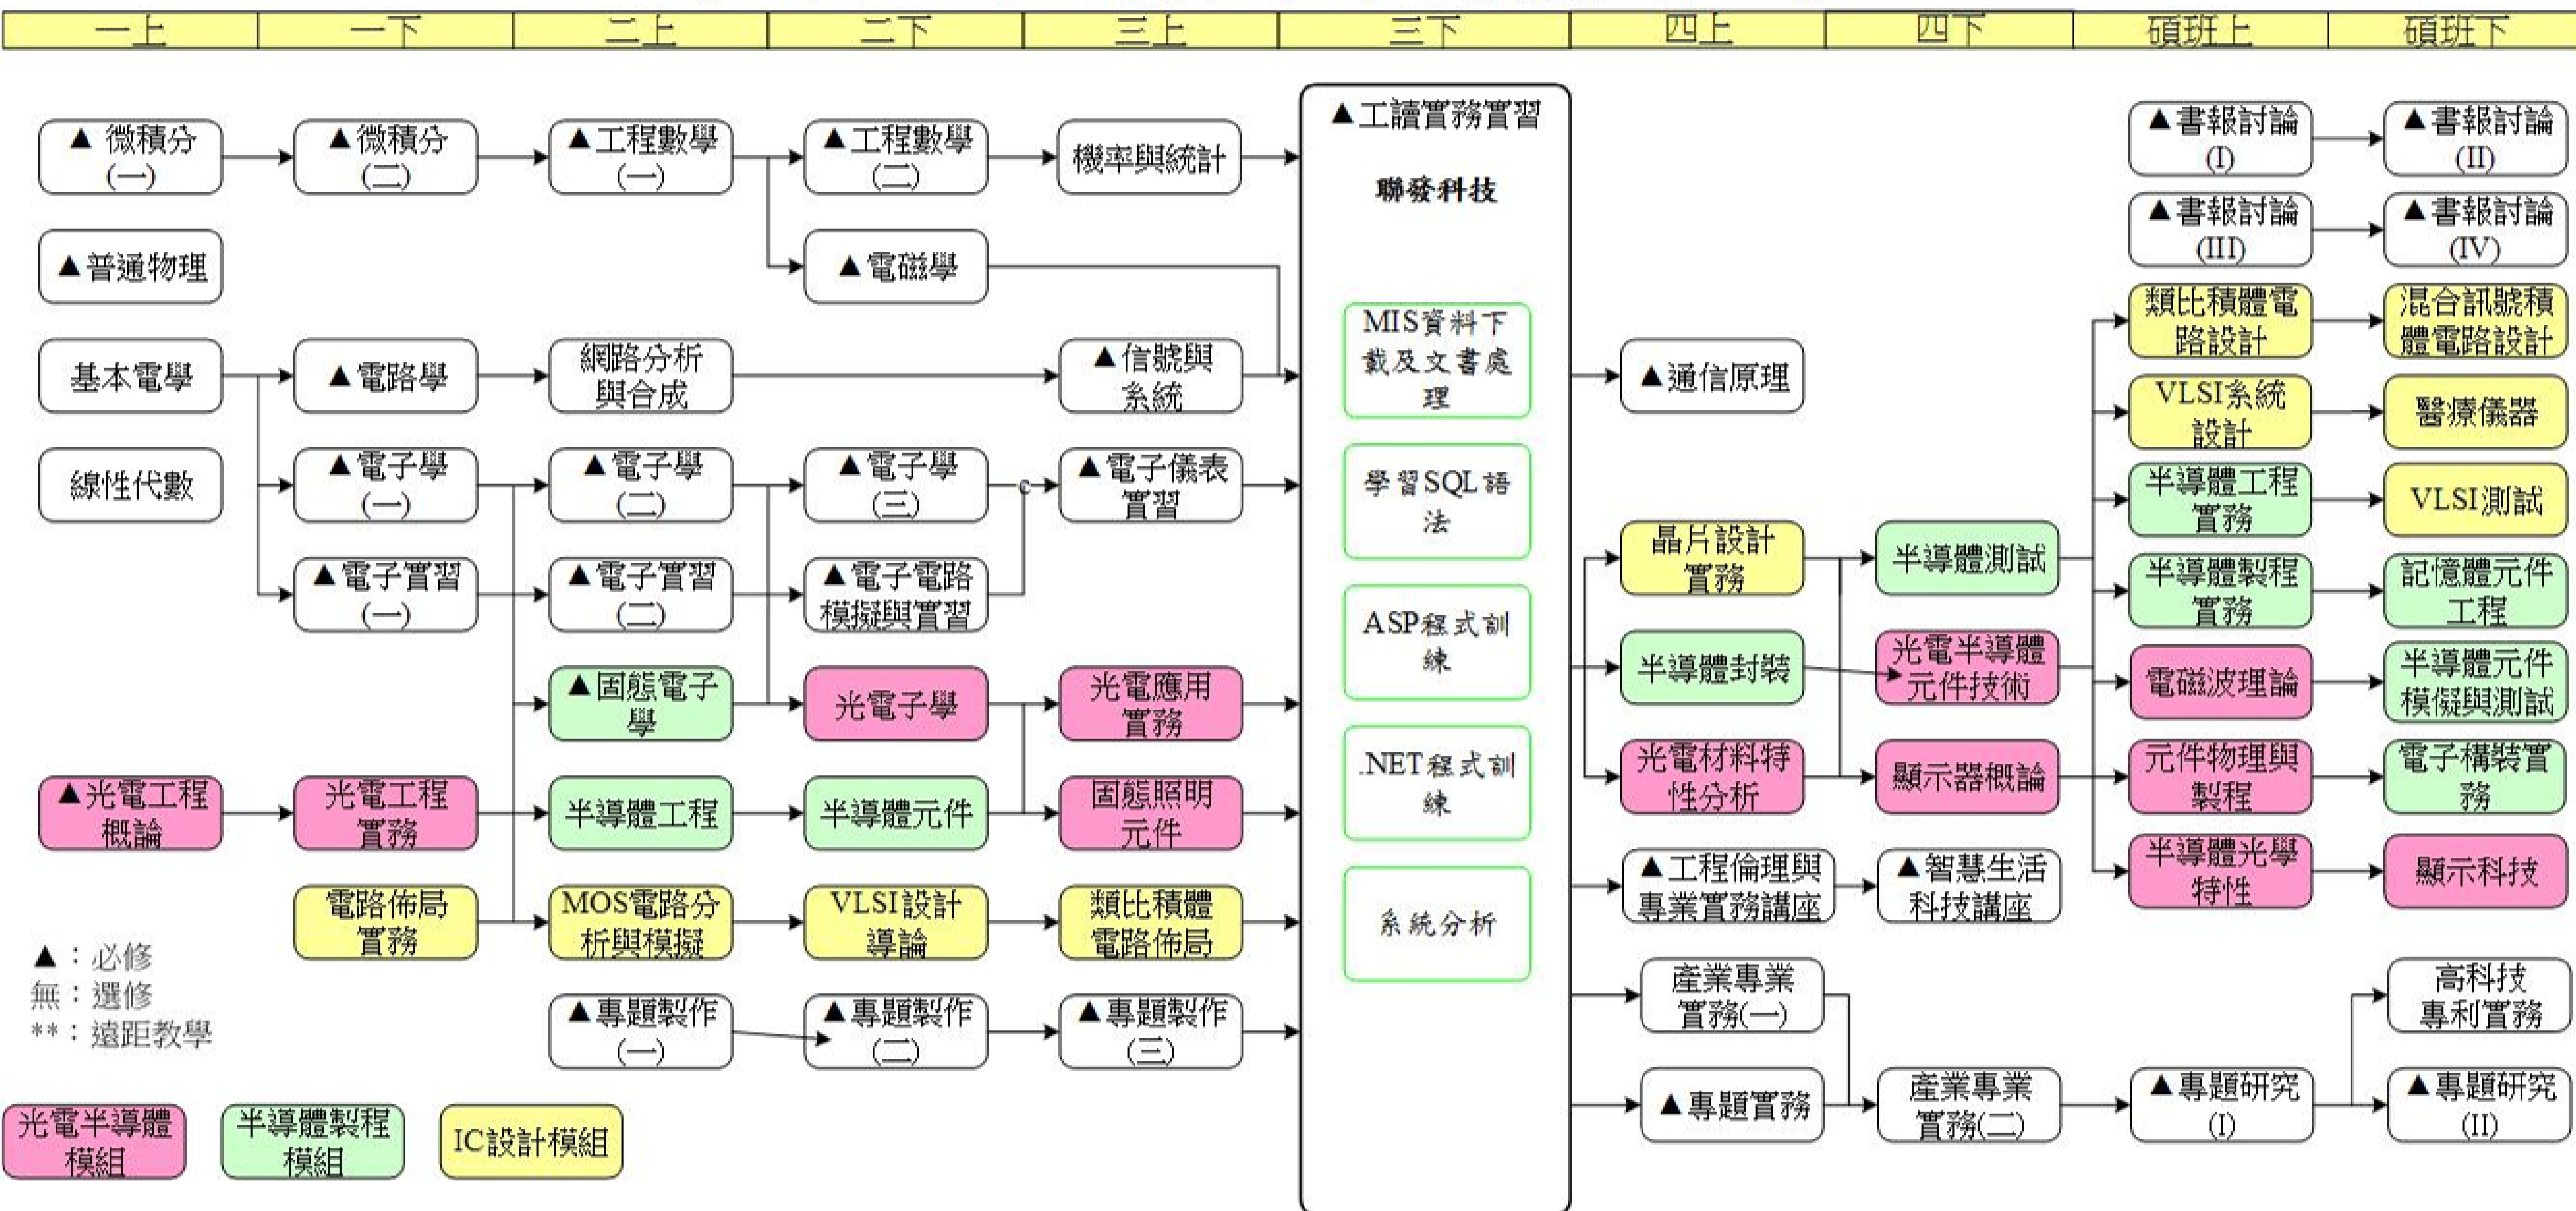 一上
一下
二上
二下
三上
三下
四上
四下
碩班上
碩班下
▲ 微積分
(一)
▲微積分
(二)
▲工程數學
(一)
▲工程數學
(二)
機率與統計
▲工讀實務實習
聯發科技
▲書報討論
(I)
▲書報討論
(II)
▲普通物理
▲電磁學
▲書報討論
(III)
▲書報討論
(IV)
基本電學
▲電路學
網路分析
與合成
▲信號與
系統
MIS資料下
載及文書處
理
▲通信原理
類比積體電
路設計
混合訊號積
體電路設計
VLSI系統
設計
醫療儀器
線性代數
▲電子學
(一)
▲電子學
(二)
▲電子學
(三)
c
▲電子儀表
實習
學習SQL語
法
半導體工程
實務
VLSI測試
▲電子實習
(一)
▲電子實習
(二)
▲電子電路
模擬與實習
ASP程式訓
練
晶片設計
實務
半導體測試
半導體製程
實務
記憶體元件
工程
▲固態電子
學
光電子學
光電應用
實務
半導體封裝
光電半導體
元件技術
電磁波理論
半導體元件
模擬與測試
▲光電工程
概論
光電工程
實務
半導體工程
半導體元件
固態照明
元件
.NET程式訓
練
光電材料特
性分析
顯示器概論
元件物理與
製程
電子構裝實
務
電路佈局
實務
MOS電路分
析與模擬
VLSI設計
導論
類比積體
電路佈局
系統分析
▲工程倫理與
專業實務講座
▲智慧生活
科技講座
半導體光學
特性
顯示科技
▲：必修
無：選修
**：遠距教學
▲專題製作
(一)
▲專題製作
(二)
▲專題製作
(三)
產業專業
實務(一)
高科技
專利實務
▲專題實務
產業專業
實務(二)
▲專題研究
(I)
▲專題研究
(II)
光電半導體
模組
半導體製程
模組
IC設計模組